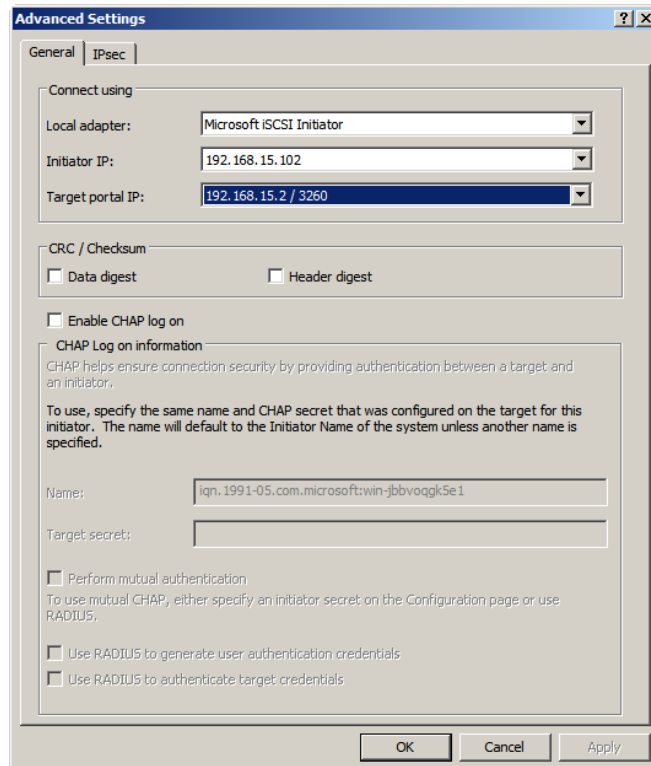 Advanced Settings
General IPsec
Connect using
Local adapter: Microsoft iSCSI Initiator
Initiator IP: 192.168.15.102
Target portal IP: 192.168.15.2 / 3260
CRC / Checksum
Data digest Header digest
Enable CHAP log on
CHAP Log on information
CHAP helps ensure connection security by providing authentication between a target and
an initiator.
To use, specify the same name and CHAP secret that was configured on the target for this
initiator. The name will default to the Initiator Name of the system unless another name is
specified.
Name: iqn.1991-05.com.microsoft:win-jbbvoqgk5e1
Target secret:
Perform mutual authentication
To use mutual CHAP, either specify an initiator secret on the Configuration page or use
RADIUS.
Use RADIUS to generate user authentication credentials
Use RADIUS to authenticate target credentials
OK Cancel Apply